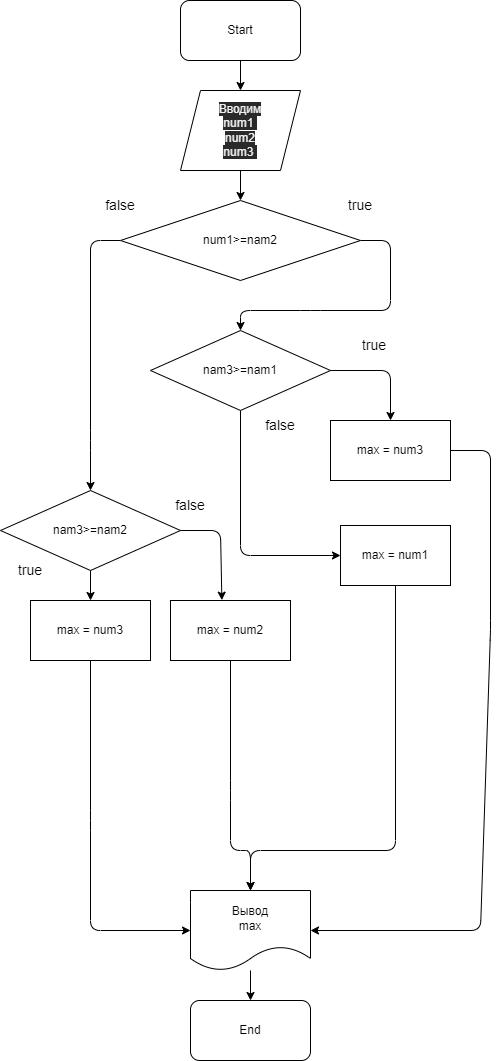 Start
Вводим
num1
num2
num3
false
true
num1>=nam2
nam3>=nam1
true
false
max = num3
nam3>=nam2
false
true
max = num1
max = num3
max = num2
Вывод
max
End